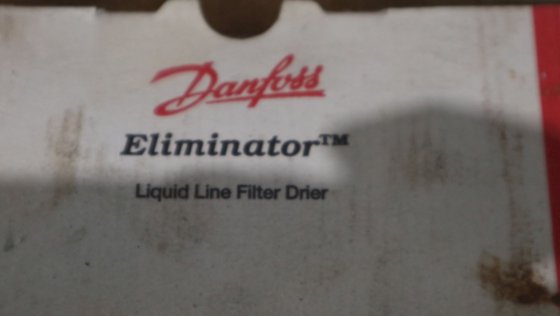 Danfoss
Eliminator™
Liquid Line Filter Drier